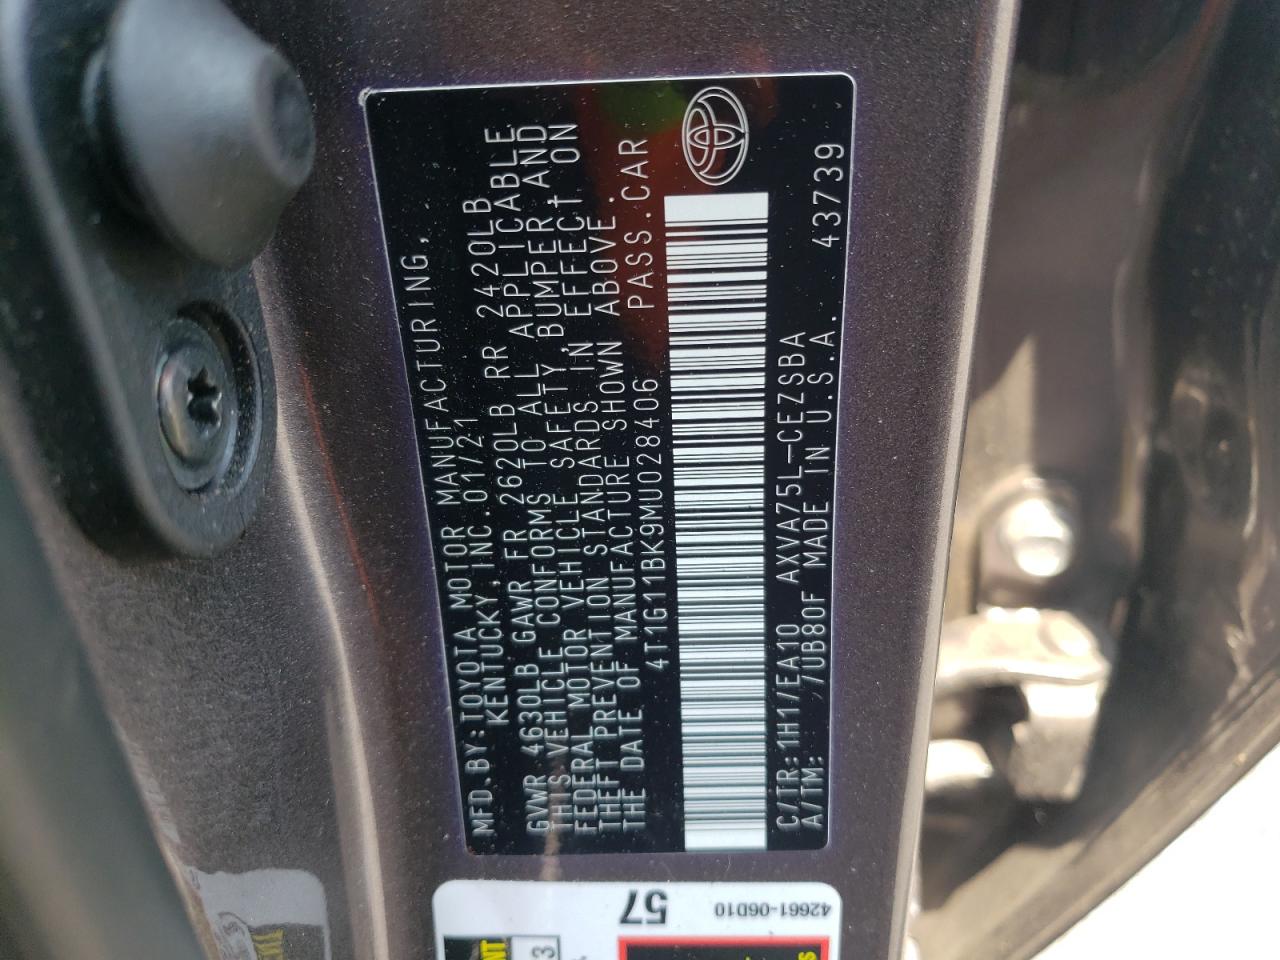 MFD.BY:TOYOTA MOTOR MANUFACTURING,
KENTUCKY,INC.01/21
GVWR 4630LB GAWR FR 2620LB RR 2420LB
THIS VEHICLE CONFORMS TO ALL APPLICABLE
FEDERAL MOTOR VEHICLE SAFETY,BUMPER,AND
THEFT PREVENTION STANDARDS IN EFFECT ON
THE DATE OF MANUFACTURE SHOWN ABOVE.
4T1G11BK9MU028406 PASS.CAR
C/TR:1H1/EA10 AXVA75L-CEZSBA
A/TM: /UB80F MADE IN U.S.A. 43739
57
42661-06D10